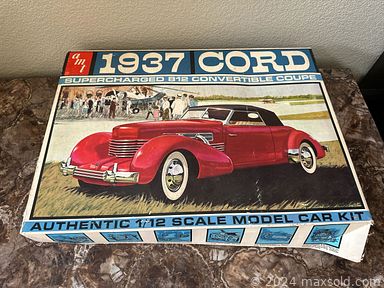 amt
1937 CORD
SUPERCHARGED 812 CONVERTIBLE COUPE
AUTHENTIC 1/12 SCALE MODEL CAR KIT
© 2024 maxsold.com